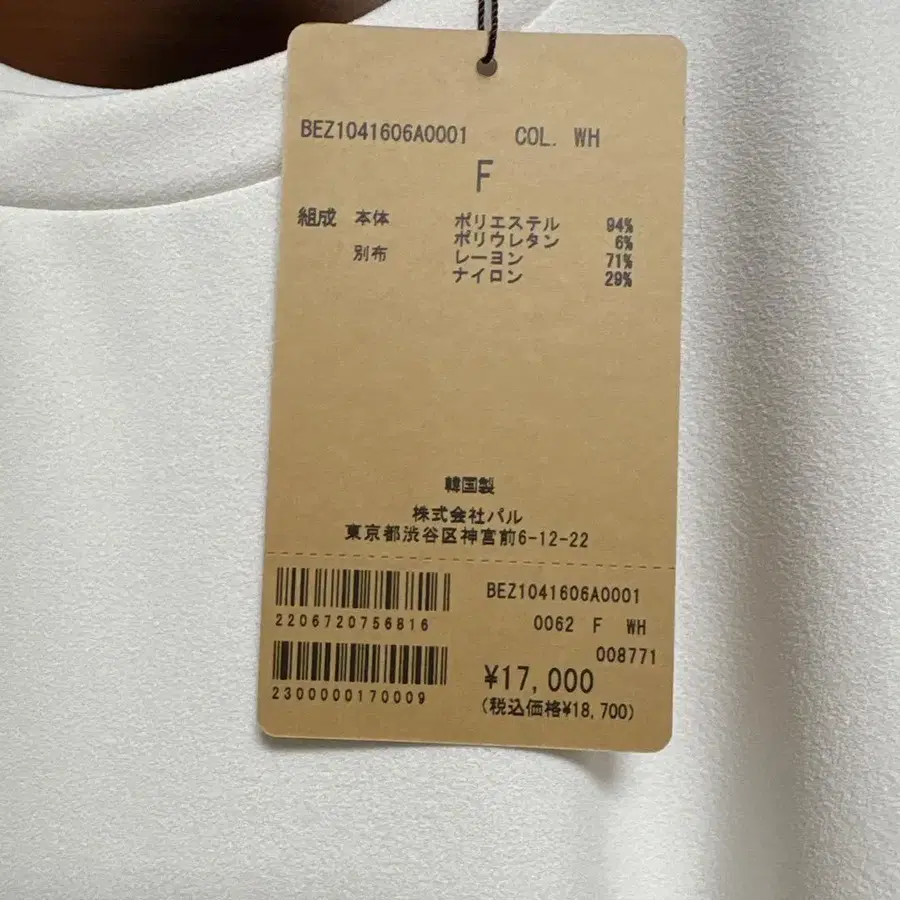 BEZ1041606A0001 COL. WH
F
組成 本体 ポリエステル 94%
ポリウレタン 6%
別布 レーヨン 71%
ナイロン 29%
韓国製
株式会社パル
東京都渋谷区神宮前6-12-22
BEZ1041606A0001
2206720756816
0062 F WH
008771
2300000170009
¥17,000
(税込価格¥18,700)